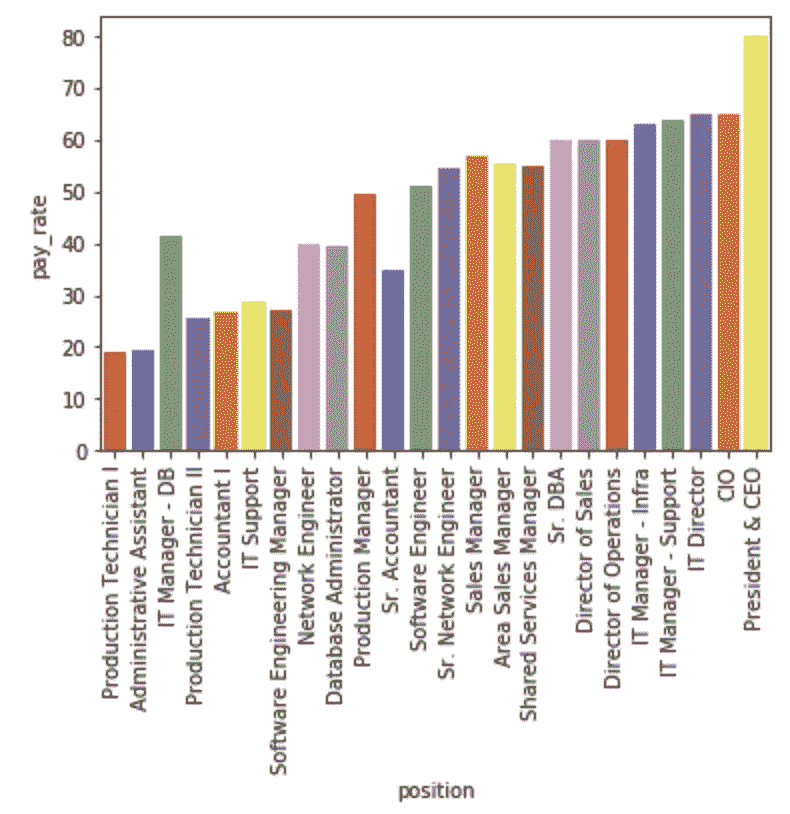 80
70
60
50
40
30
20
10
0
pay_rate
Production Technician I
Administrative Assistant
IT Manager - DB
Production Technician II
Accountant I
IT Support
Software Engineering Manager
Network Engineer
Database Administrator
Production Manager
Sr. Accountant
Software Engineer
Sr. Network Engineer
Sales Manager
Area Sales Manager
Shared Services Manager
Sr. DBA
Director of Sales
Director of Operations
IT Manager - Infra
IT Manager - Support
IT Director
CIO
President & CEO
position